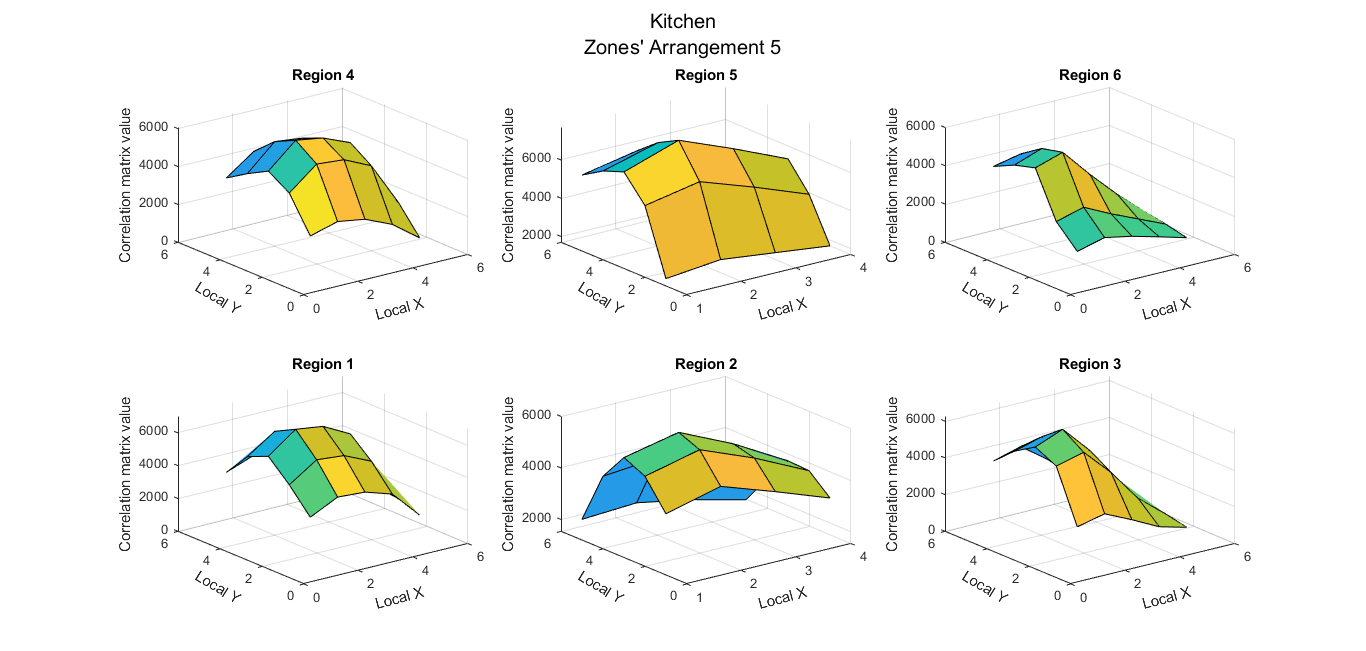 Kitchen
Zones' Arrangement 5
Region 4
Region 5
Region 6
Correlation matrix value
6000
4000
2000
0
6
4
2
0
Local Y
0
2
4
6
Local X
Correlation matrix value
6000
4000
2000
6
4
2
0
Local Y
1
2
3
4
Local X
Correlation matrix value
6000
4000
2000
0
6
4
2
0
Local Y
0
2
4
6
Local X
Region 1
Region 2
Region 3
Correlation matrix value
6000
4000
2000
0
6
4
2
0
Local Y
0
2
4
6
Local X
Correlation matrix value
6000
4000
2000
6
4
2
0
Local Y
1
2
3
4
Local X
Correlation matrix value
6000
4000
2000
0
6
4
2
0
Local Y
0
2
4
6
Local X